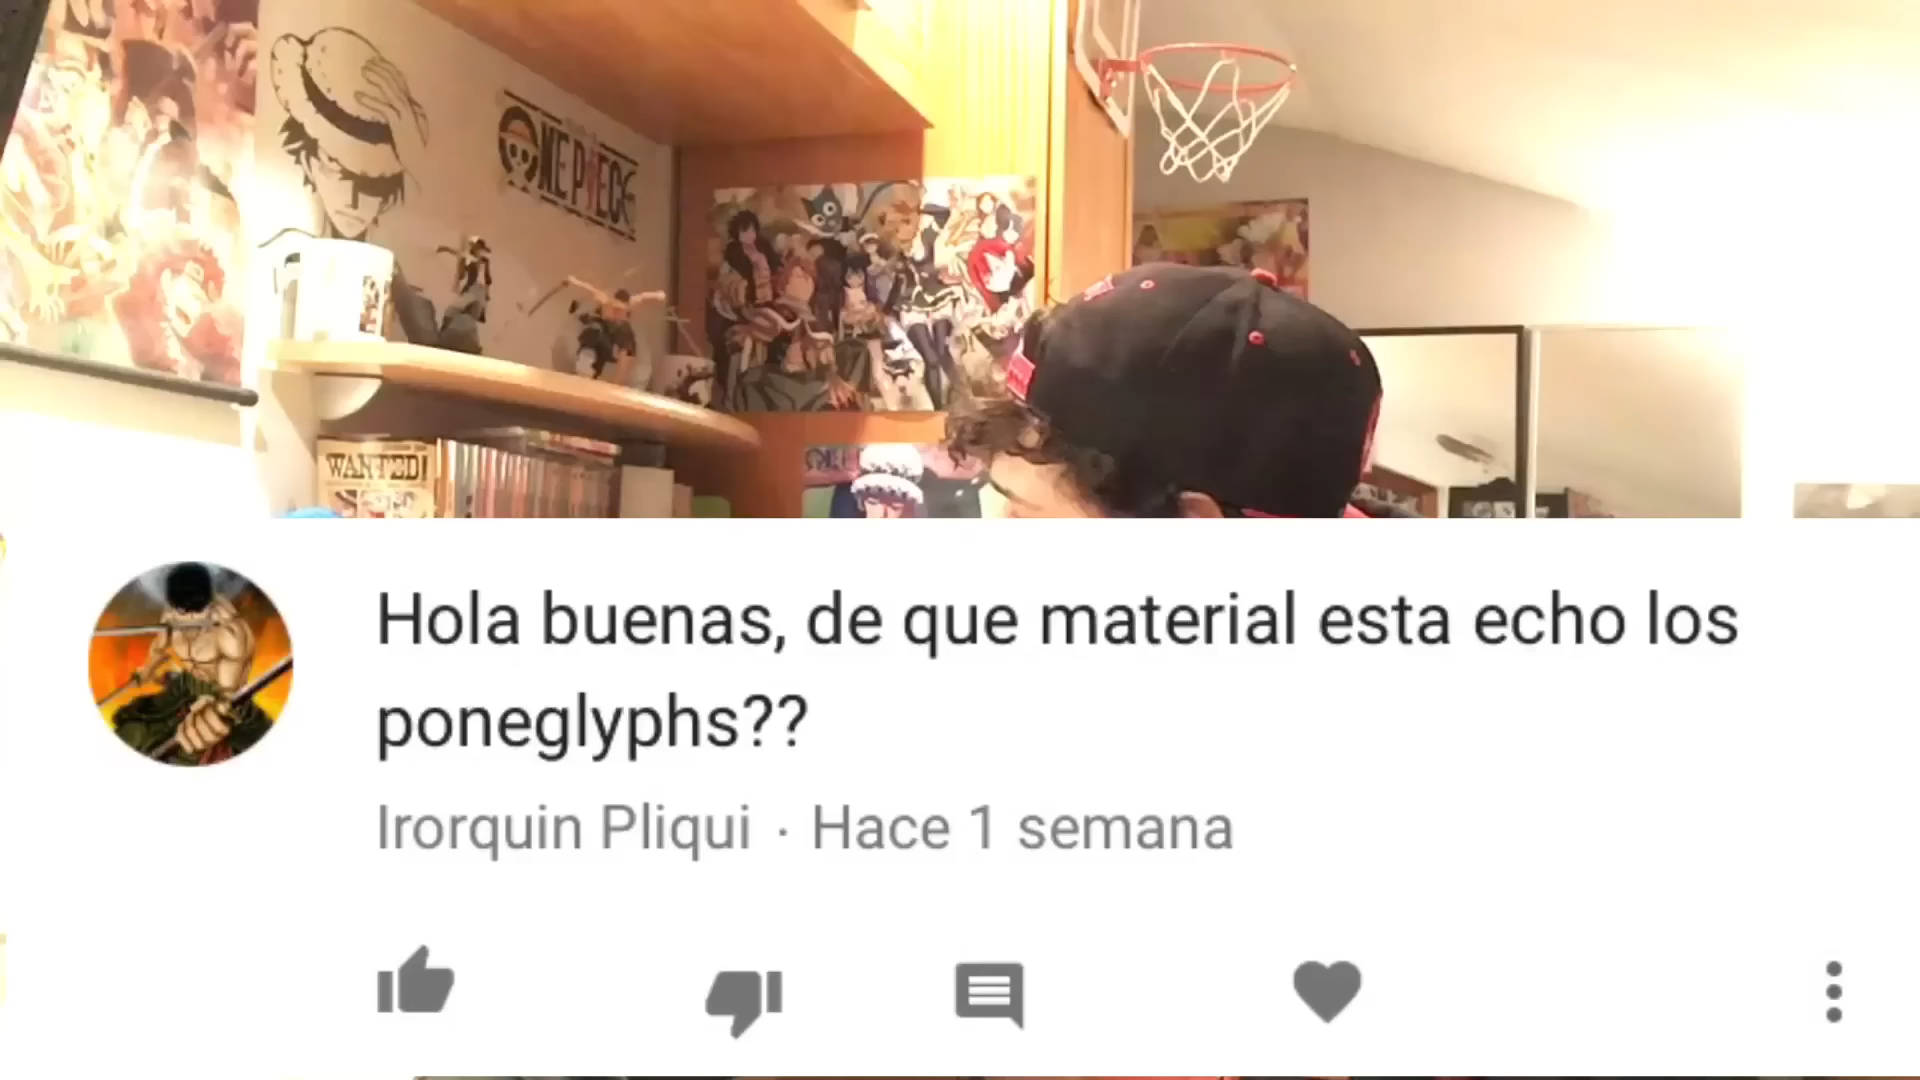 ONE PIECE
WANTED!
Hola buenas, de que material esta echo los
poneglyphs??
Irorquin Pliqui · Hace 1 semana